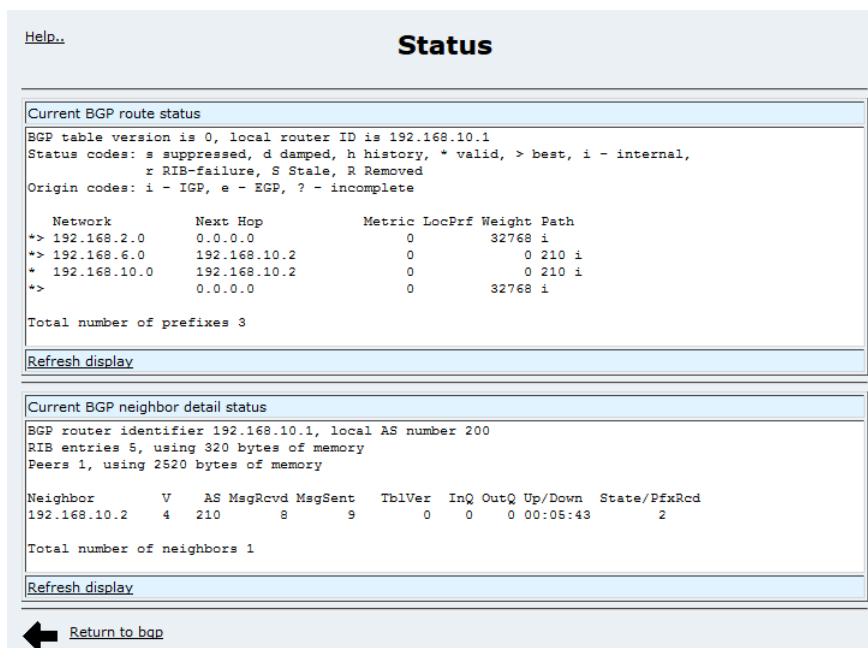 Help..
Status
Current BGP route status
BGP table version is 0, local router ID is 192.168.10.1
Status codes: s suppressed, d damped, h history, * valid, > best, i - internal,
              r RIB-failure, S Stale, R Removed
Origin codes: i - IGP, e - EGP, ? - incomplete
   Network          Next Hop            Metric LocPrf Weight Path
*> 192.168.2.0      0.0.0.0                  0         32768 i
*> 192.168.6.0      192.168.10.2             0             0 210 i
*  192.168.10.0     192.168.10.2             0             0 210 i
*>                  0.0.0.0                  0         32768 i
Total number of prefixes 3
Refresh display
Current BGP neighbor detail status
BGP router identifier 192.168.10.1, local AS number 200
RIB entries 5, using 320 bytes of memory
Peers 1, using 2520 bytes of memory
Neighbor        V    AS MsgRcvd MsgSent   TblVer  InQ OutQ Up/Down  State/PfxRcd
192.168.10.2    4   210       8       9        0    0    0 00:05:43        2
Total number of neighbors 1
Refresh display
Return to bgp